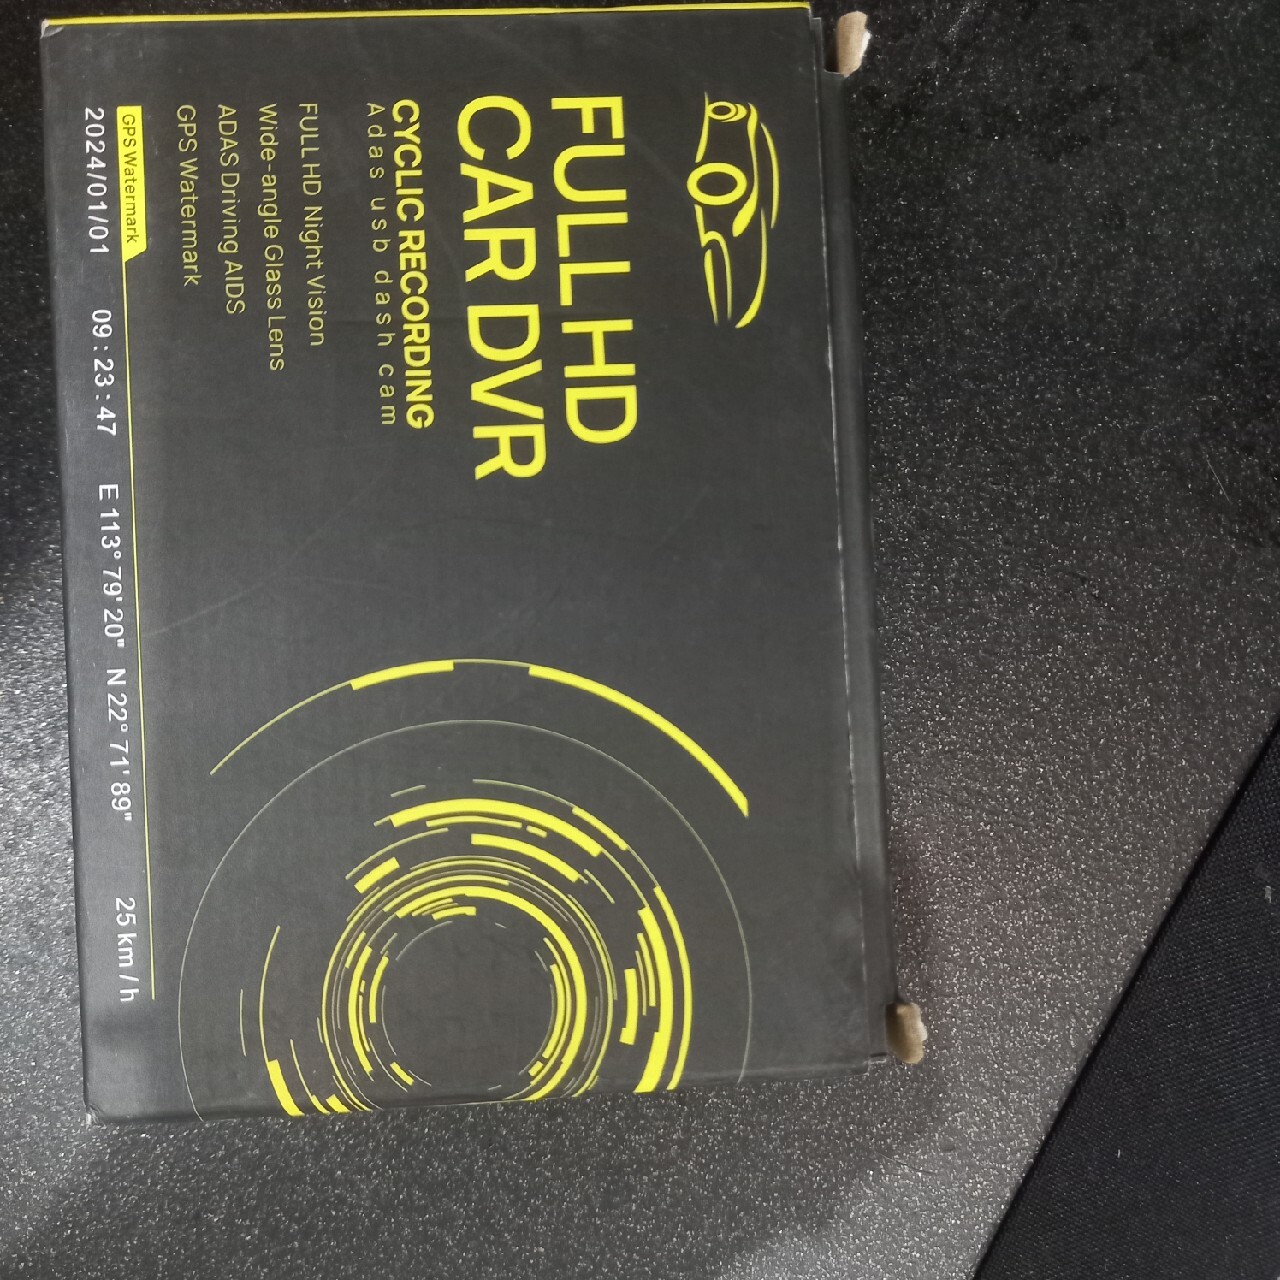 FULL HD
CAR DVR
CYCLIC RECORDING
Adas usb dash cam
FULL HD Night Vision
Wide-angle Glass Lens
ADAS Driving AIDS
GPS Watermark
GPS Watermark
2024/01/01 09:23:47 E 113° 79' 20" N 22° 71' 89" 25 km/h